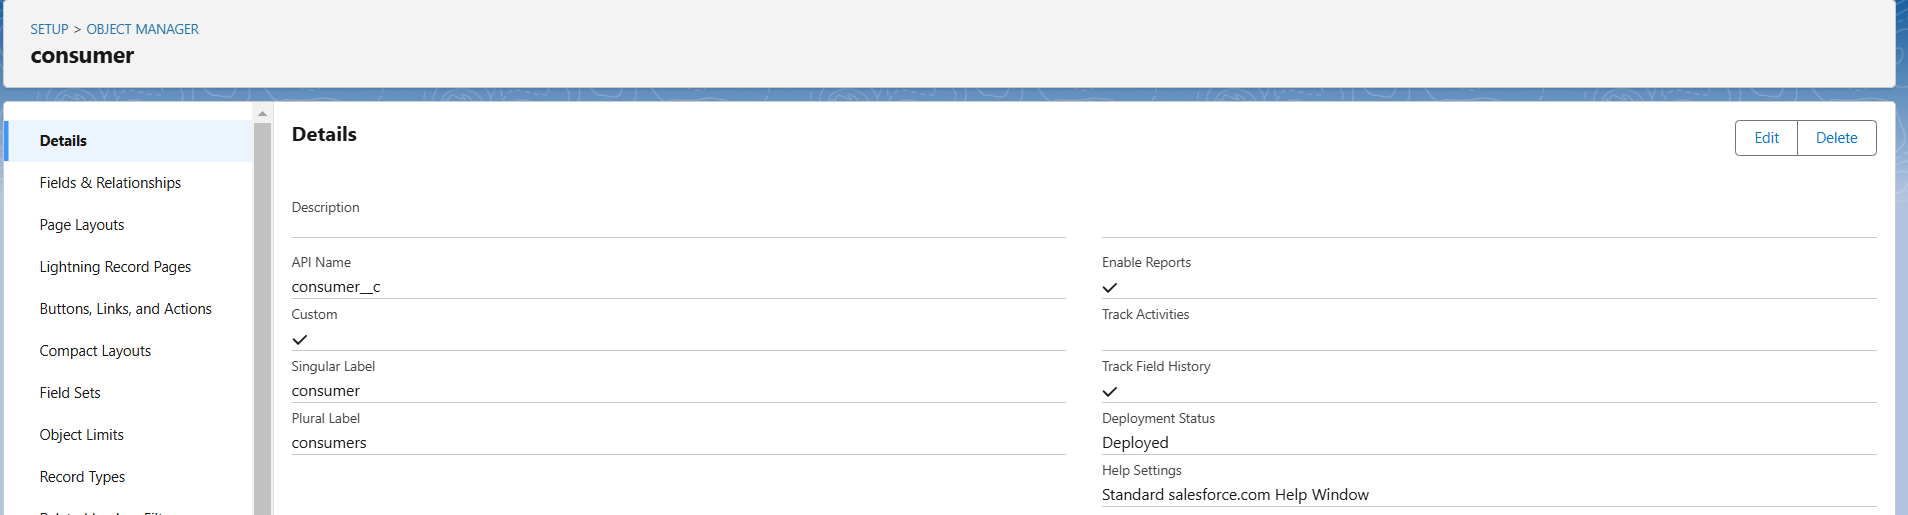 SETUP > OBJECT MANAGER
consumer
Details
Fields & Relationships
Page Layouts
Lightning Record Pages
Buttons, Links, and Actions
Compact Layouts
Field Sets
Object Limits
Record Types
Details
Edit
Delete
Description
API Name
consumer__c
Custom
Singular Label
consumer
Plural Label
consumers
Enable Reports
Track Activities
Track Field History
Deployment Status
Deployed
Help Settings
Standard salesforce.com Help Window